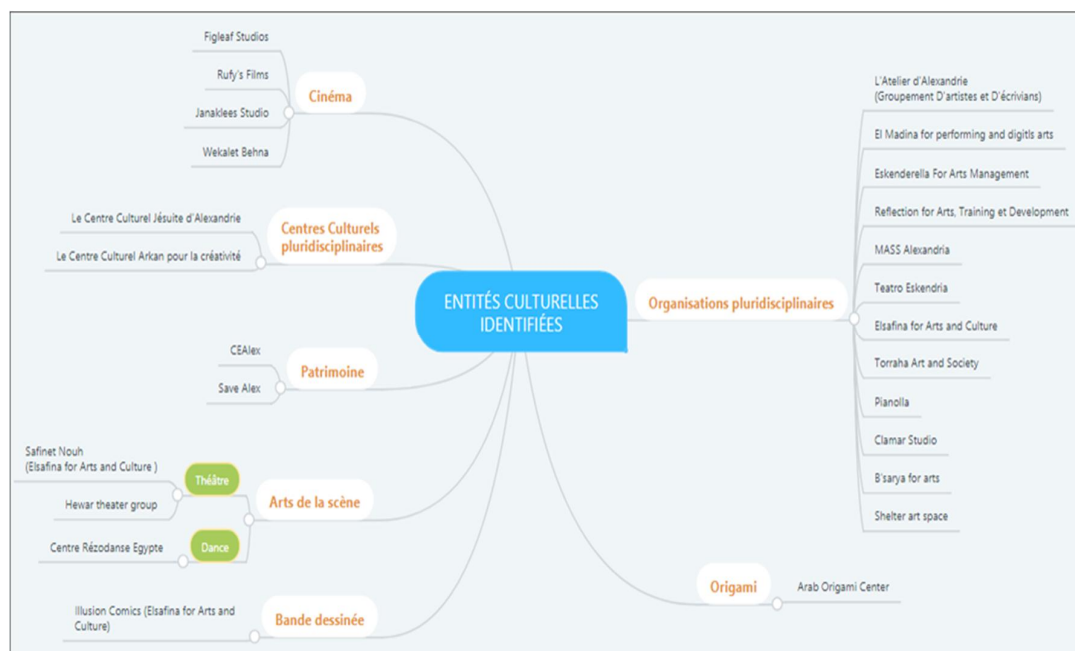 Figleaf Studios
Rufy's Films
Janaklees Studio
Wekalet Behna
Cinéma
Le Centre Culturel Jésuite d'Alexandrie
Le Centre Culturel Arkan pour la créativité
Centres Culturels
pluridisciplinaires
CEAlex
Save Alex
Patrimoine
Safinet Nouh
(Elsafina for Arts and Culture )
Hewar theater group
Théâtre
Centre Rézodanse Egypte
Dance
Arts de la scène
Illusion Comics (Elsafina for Arts and
Culture)
Bande dessinée
ENTITÉS CULTURELLES
IDENTIFIÉES
Organisations pluridisciplinaires
L'Atelier d'Alexandrie
(Groupement D'artistes et D'écrivians)
El Madina for performing and digitls arts
Eskenderella For Arts Management
Reflection for Arts, Training et Development
MASS Alexandria
Teatro Eskendria
Elsafina for Arts and Culture
Torraha Art and Society
Pianolla
Clamar Studio
B'sarya for arts
Shelter art space
Origami
Arab Origami Center